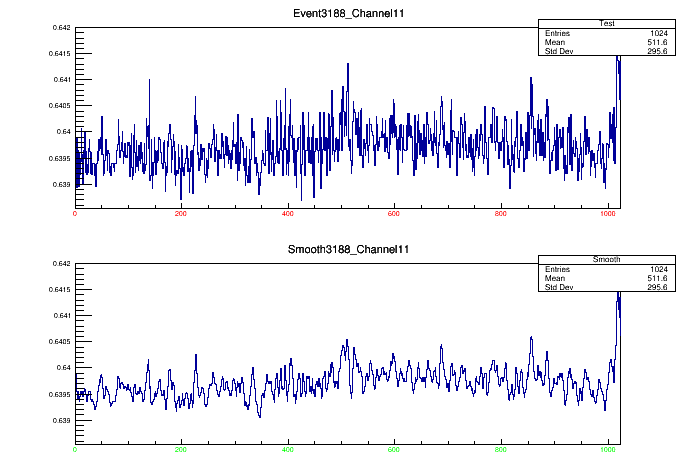 Event3188_Channel11
Test
Entries 1024
Mean 511.6
Std Dev 295.6
0.642
0.6415
0.641
0.6405
0.64
0.6395
0.639
0 200 400 600 800 1000
Smooth3188_Channel11
Smooth
Entries 1024
Mean 511.6
Std Dev 295.6
0.642
0.6415
0.641
0.6405
0.64
0.6395
0.639
0 200 400 600 800 1000